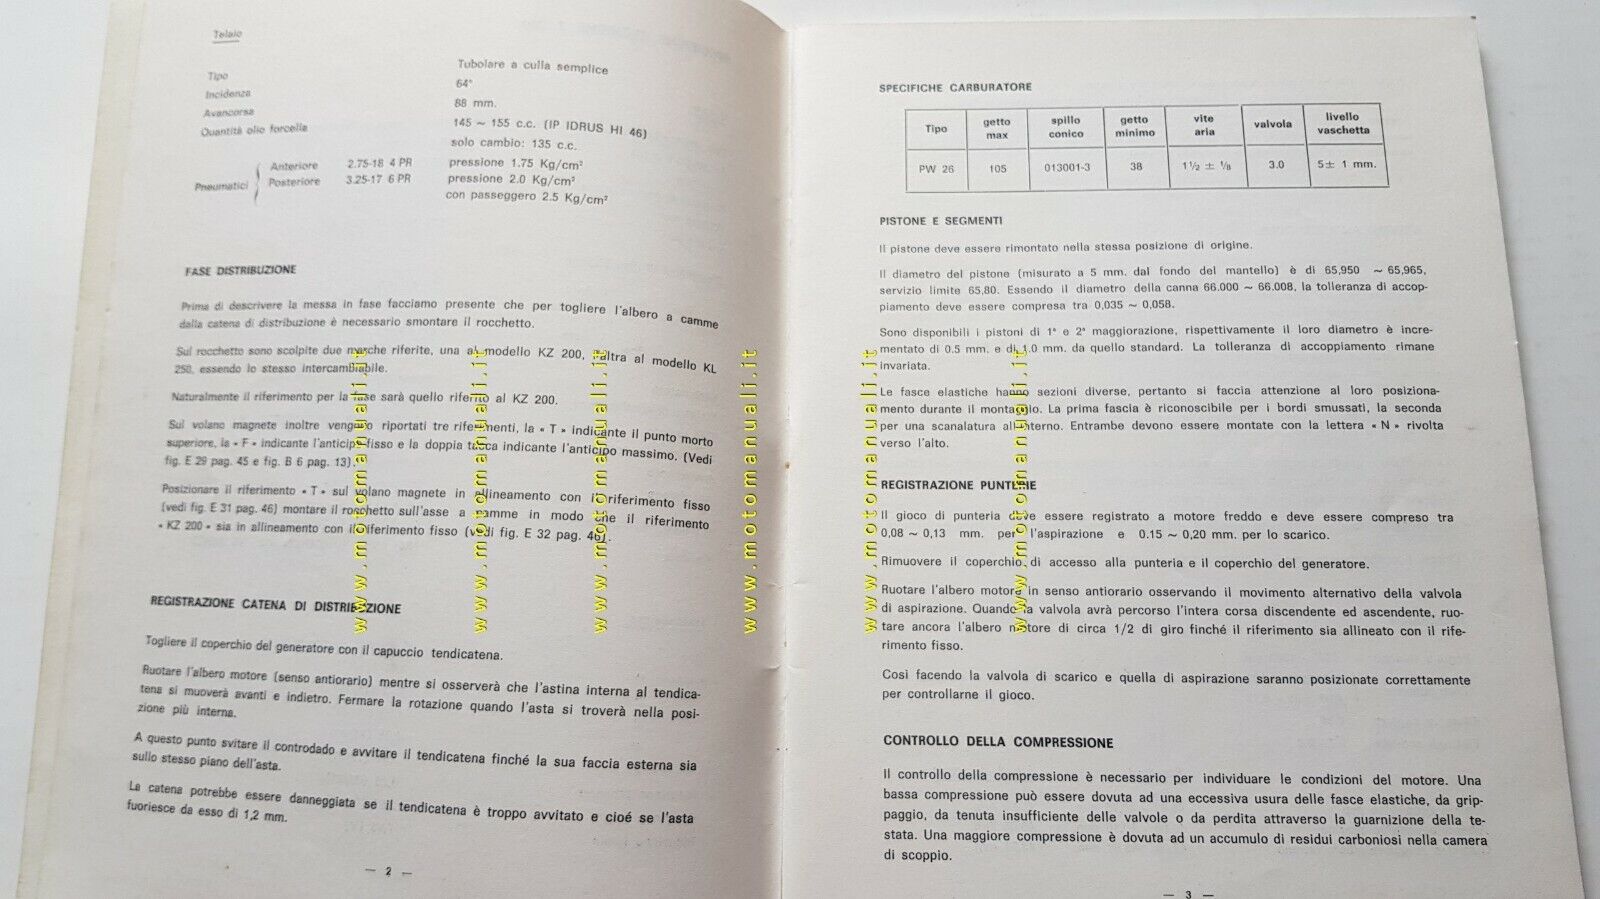 Telaio
Tipo Tubolare a culla semplice
Incidenza 64°
Avancorsa 88 mm.
Quantità olio forcella 145 ~ 155 c.c. (IP IDRUS HI 46)
solo cambio: 135 c.c.
Pneumatici Anteriore 2.75-18 4 PR pressione 1.75 Kg/cm²
Posteriore 3.25-17 6 PR pressione 2.0 Kg/cm²
con passeggero 2.5 Kg/cm²
FASE DISTRIBUZIONE
Prima di descrivere la messa in fase facciamo presente che per togliere l'albero a camme
dalla catena di distribuzione è necessario smontare il rocchetto.
Sul rocchetto sono scolpite due marche riferite, una al modello KZ 200, l'altra al modello KL
250, essendo lo stesso intercambiabile.
Naturalmente il riferimento per la fase sarà quello riferito al KZ 200.
Sul volano magnete inoltre vengono riportati tre riferimenti, la « T » indicante il punto morto
superiore, la « F » indicante l'anticipo fisso e la doppia tacca indicante l'anticipo massimo. (Vedi
fig. E 29 pag. 45 e fig. B 6 pag. 13).
Posizionare il riferimento « T » sul volano magnete in allineamento con il riferimento fisso
(vedi fig. E 31 pag. 46) montare il rocchetto sull'asse a camme in modo che il riferimento
« KZ 200 » sia in allineamento con il riferimento fisso (vedi fig. E 32 pag. 46).
REGISTRAZIONE CATENA DI DISTRIBUZIONE
Togliere il coperchio del generatore con il capuccio tendicatena.
Ruotare l'albero motore (senso antiorario) mentre si osserverà che l'astina interna al tendica-
tena si muoverà avanti e indietro. Fermare la rotazione quando l'asta si troverà nella posi-
zione più interna.
A questo punto svitare il controdado e avvitare il tendicatena finchè la sua faccia esterna sia
sullo stesso piano dell'asta.
La catena potrebbe essere danneggiata se il tendicatena è troppo avvitato e cioé se l'asta
fuoriesce da esso di 1,2 mm.
— 2 —
SPECIFICHE CARBURATORE
Tipo getto max spillo conico getto minimo vite aria valvola livello vaschetta
PW 26 105 013001-3 38 1½ ± ⅛ 3.0 5± 1 mm.
PISTONE E SEGMENTI
Il pistone deve essere rimontato nella stessa posizione di origine.
Il diametro del pistone (misurato a 5 mm. dal fondo del mantello) è di 65,950 ~ 65,965,
servizio limite 65,80. Essendo il diametro della canna 66.000 ~ 66.008, la tolleranza di accop-
piamento deve essere compresa tra 0,035 ~ 0,058.
Sono disponibili i pistoni di 1ª e 2ª maggiorazione, rispettivamente il loro diametro è incre-
mentato di 0.5 mm. e di 1.0 mm. da quello standard. La tolleranza di accoppiamento rimane
invariata.
Le fasce elastiche hanno sezioni diverse, pertanto si faccia attenzione al loro posiziona-
mento durante il montaggio. La prima fascia è riconoscibile per i bordi smussati, la seconda
per una scanalatura all'interno. Entrambe devono essere montate con la lettera « N » rivolta
verso l'alto.
REGISTRAZIONE PUNTERIE
Il gioco di punteria deve essere registrato a motore freddo e deve essere compreso tra
0,08 ~ 0,13 mm. per l'aspirazione e 0.15 ~ 0,20 mm. per lo scarico.
Rimuovere il coperchio di accesso alla punteria e il coperchio del generatore.
Ruotare l'albero motore in senso antiorario osservando il movimento alternativo della valvola
di aspirazione. Quando la valvola avrà percorso l'intera corsa discendente ed ascendente, ruo-
tare ancora l'albero motore di circa 1/2 di giro finché il riferimento sia allineato con il rife-
rimento fisso.
Così facendo la valvola di scarico e quella di aspirazione saranno posizionate correttamente
per controllarne il gioco.
CONTROLLO DELLA COMPRESSIONE
Il controllo della compressione è necessario per individuare le condizioni del motore. Una
bassa compressione può essere dovuta ad una eccessiva usura delle fasce elastiche, da grip-
paggio, da tenuta insufficiente delle valvole o da perdita attraverso la guarnizione della te-
stata. Una maggiore compressione è dovuta ad un accumulo di residui carboniosi nella camera
di scoppio.
— 3 —
www.motomanuali.it
www.motomanuali.it
www.motomanuali.it
www.motomanuali.it
www.motomanuali.it
www.motomanuali.it